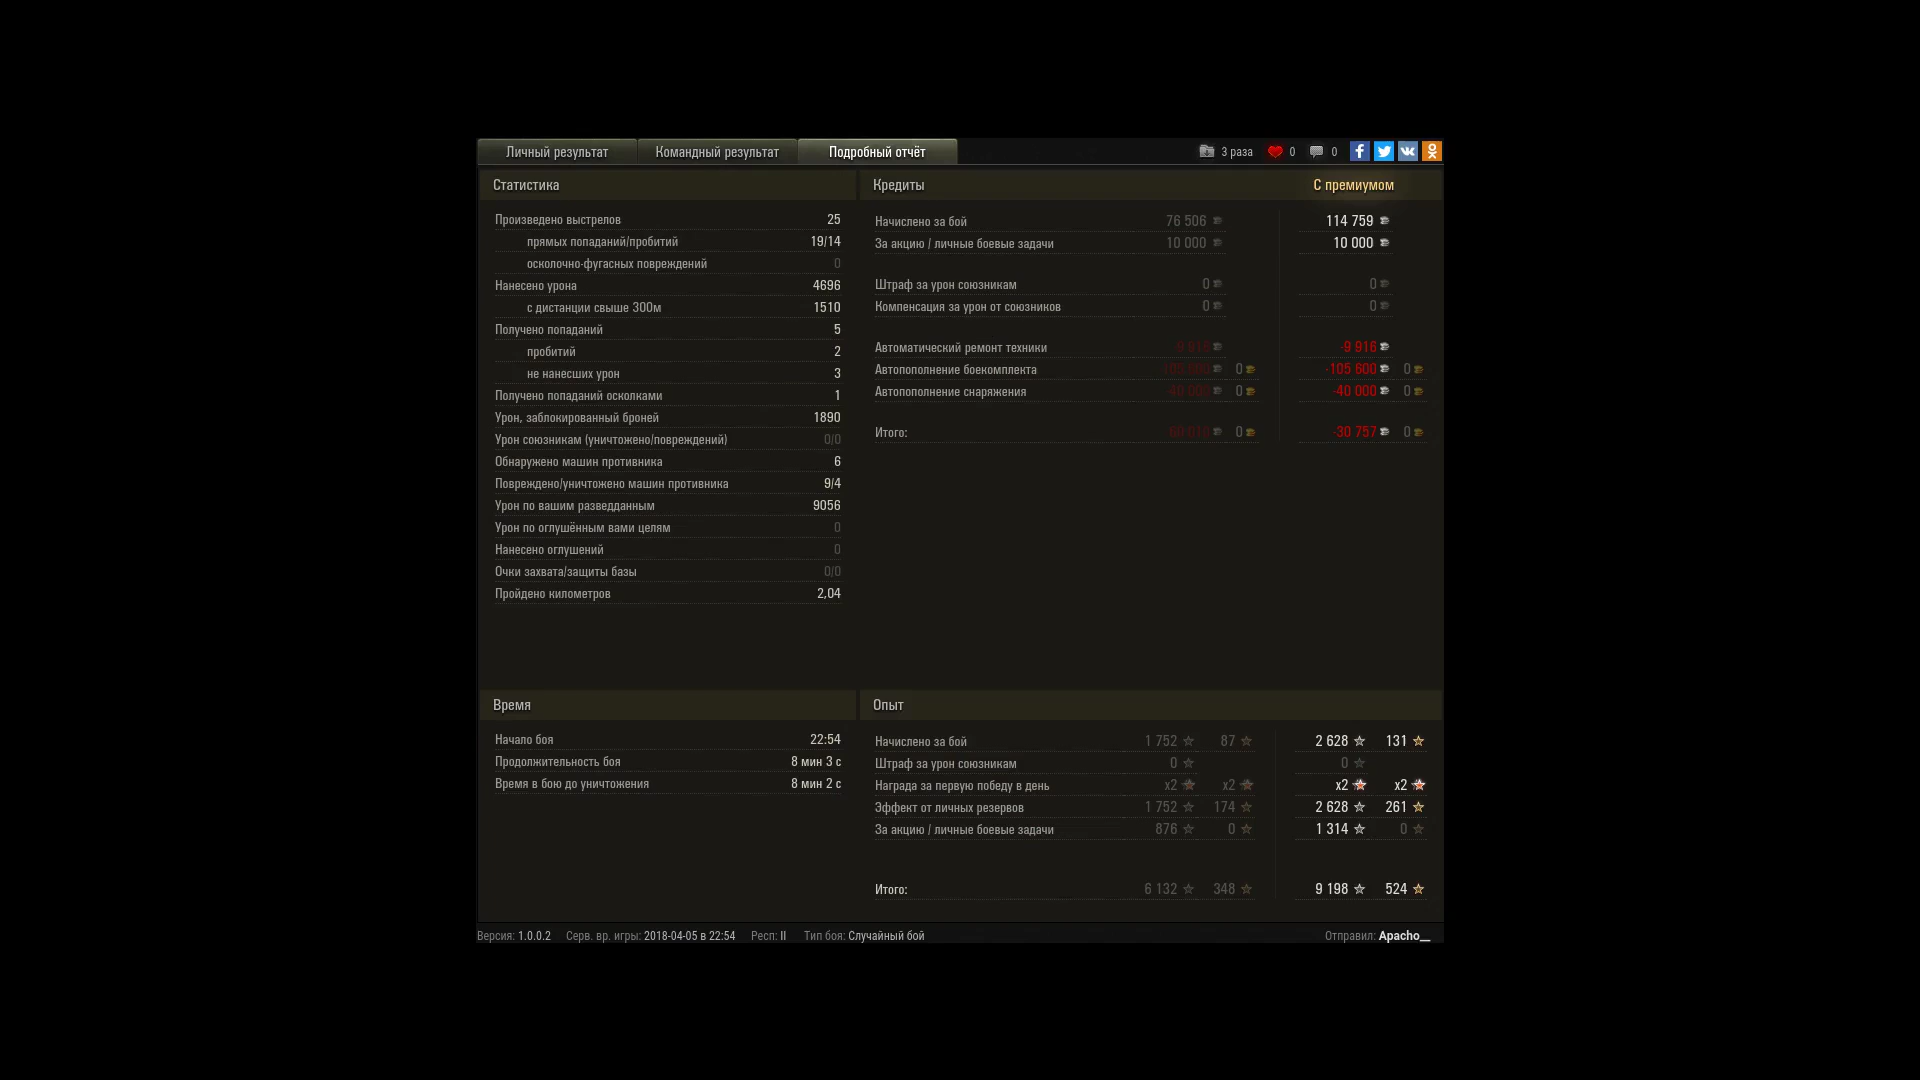 Личный результат Командный результат Подробный отчёт 3 раза 0 0
Статистика
Произведено выстрелов 25
прямых попаданий/пробитий 19/14
осколочно-фугасных повреждений 0
Нанесено урона 4696
с дистанции свыше 300м 1510
Получено попаданий 5
пробитий 2
не нанесших урон 3
Получено попаданий осколками 1
Урон, заблокированный броней 1890
Урон союзникам (уничтожено/повреждений) 0/0
Обнаружено машин противника 6
Повреждено/уничтожено машин противника 9/4
Урон по вашим разведданным 9056
Урон по оглушённым вами целям 0
Нанесено оглушений 0
Очки захвата/защиты базы 0/0
Пройдено километров 2,04
Кредиты С премиумом
Начислено за бой 76 506 114 759
За акцию / личные боевые задачи 10 000 10 000
Штраф за урон союзникам 0 0
Компенсация за урон от союзников 0 0
Автоматический ремонт техники -9 916
Автопополнение боекомплекта 0 -105 600 0
Автопополнение снаряжения 0 -40 000 0
Итого: 0 -30 757 0
Время
Начало боя 22:54
Продолжительность боя 8 мин 3 с
Время в бою до уничтожения 8 мин 2 с
Опыт
Начислено за бой 1 752 87 2 628 131
Штраф за урон союзникам 0 0
Награда за первую победу в день x2 x2 x2 x2
Эффект от личных резервов 1 752 174 2 628 261
За акцию / личные боевые задачи 876 0 1 314 0
Итого: 6 132 348 9 198 524
Версия: 1.0.0.2 Серв. вр. игры: 2018-04-05 в 22:54 Респ: II Тип боя: Случайный бой Отправил: Apacho__